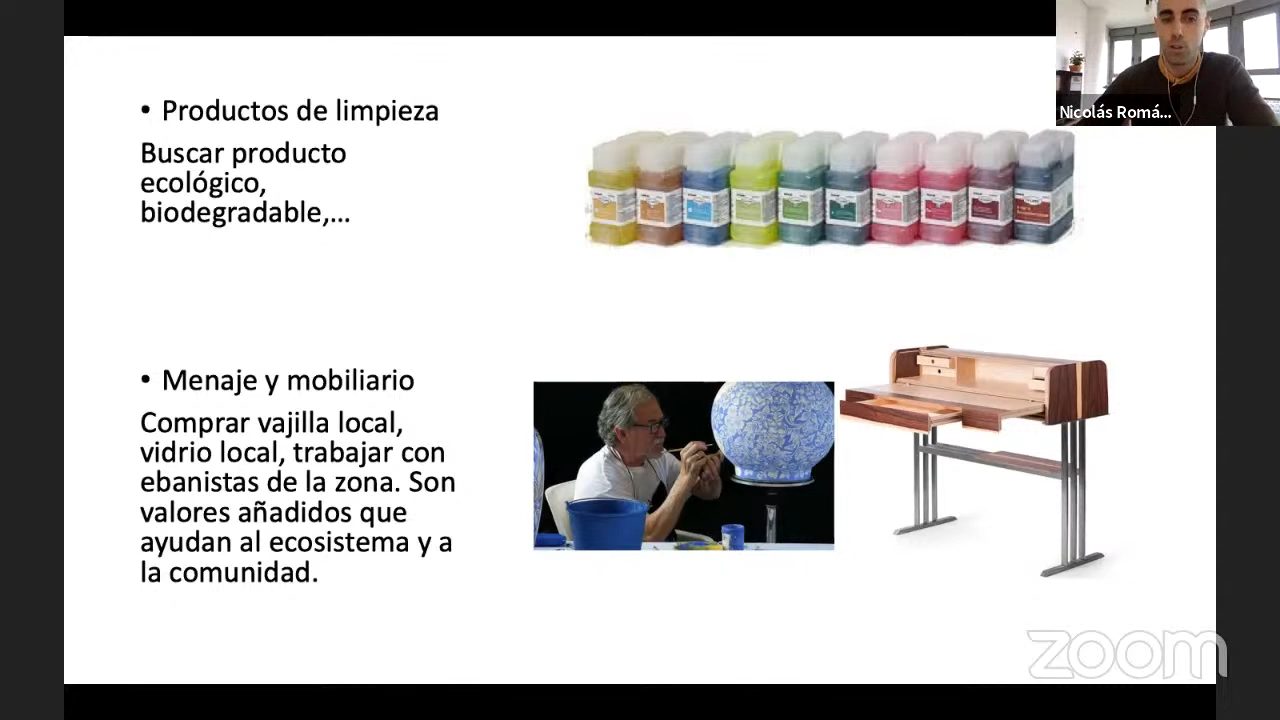 • Productos de limpieza
Buscar producto
ecológico,
biodegradable,...
• Menaje y mobiliario
Comprar vajilla local,
vidrio local, trabajar con
ebanistas de la zona. Son
valores añadidos que
ayudan al ecosistema y a
la comunidad.
Nicolás Romá...
zoom